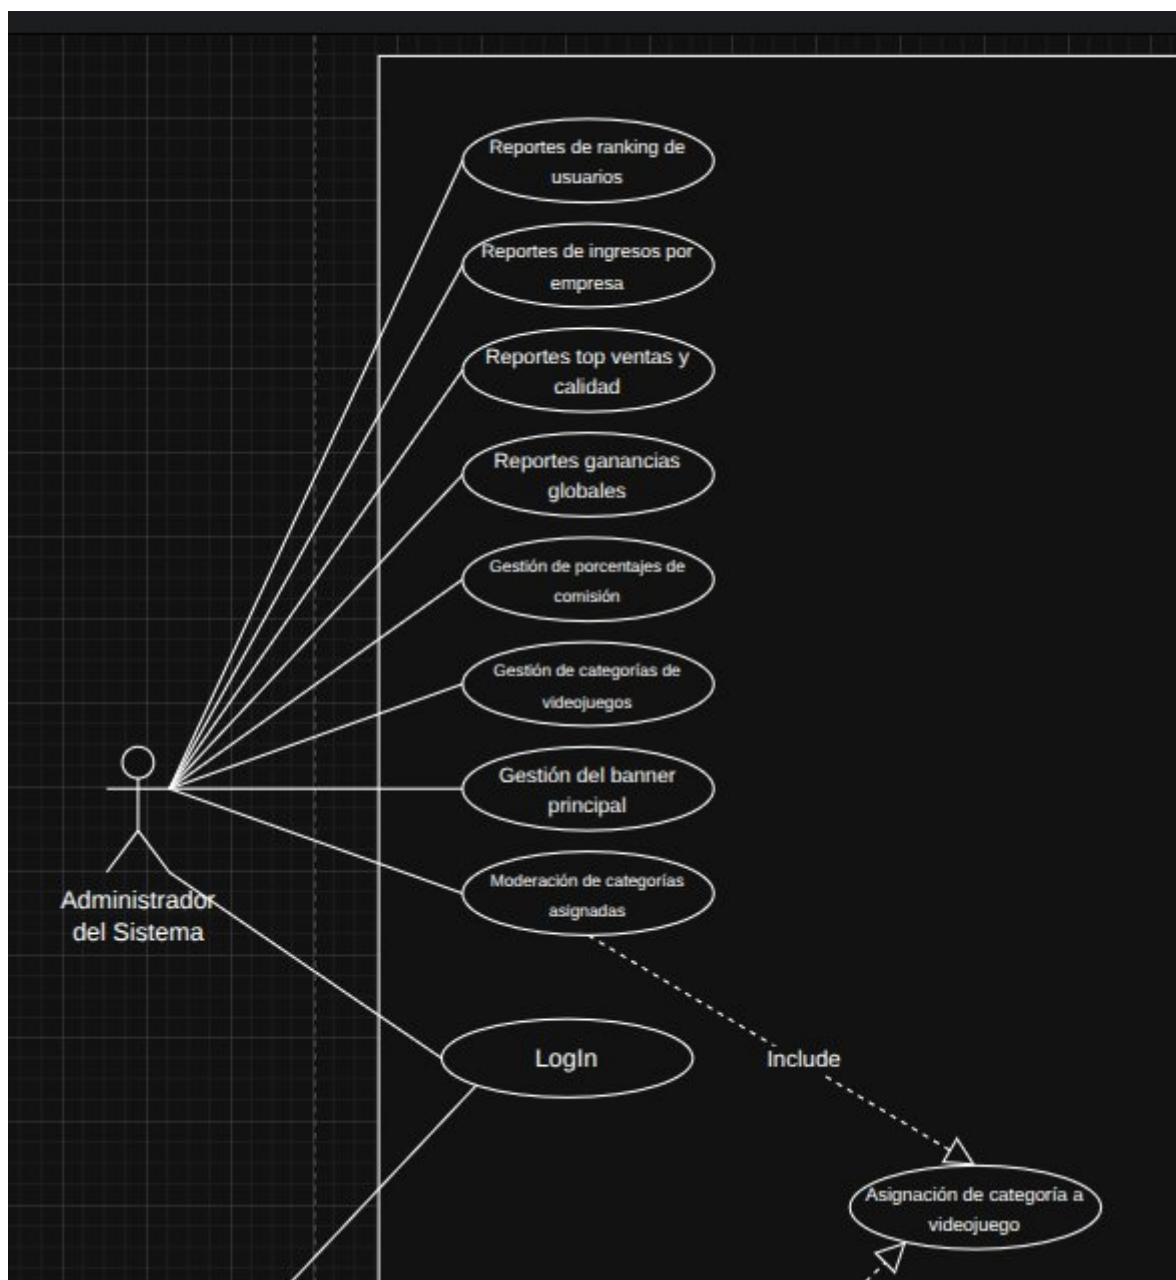 Reportes de ranking de
usuarios
Reportes de ingresos por
empresa
Reportes top ventas y
calidad
Reportes ganancias
globales
Gestión de porcentajes de
comisión
Gestión de categorías de
videojuegos
Gestión del banner
principal
Moderación de categorías
asignadas
Administrador
del Sistema
LogIn
Include
Asignación de categoría a
videojuego